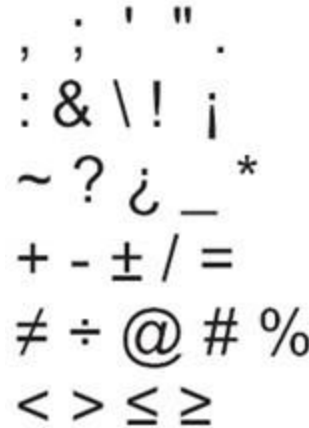 , ; ' " .
: & \ ! ¡
~ ? ¿ _ *
+ - ± / =
≠ ÷ @ # %
< > ≤ ≥